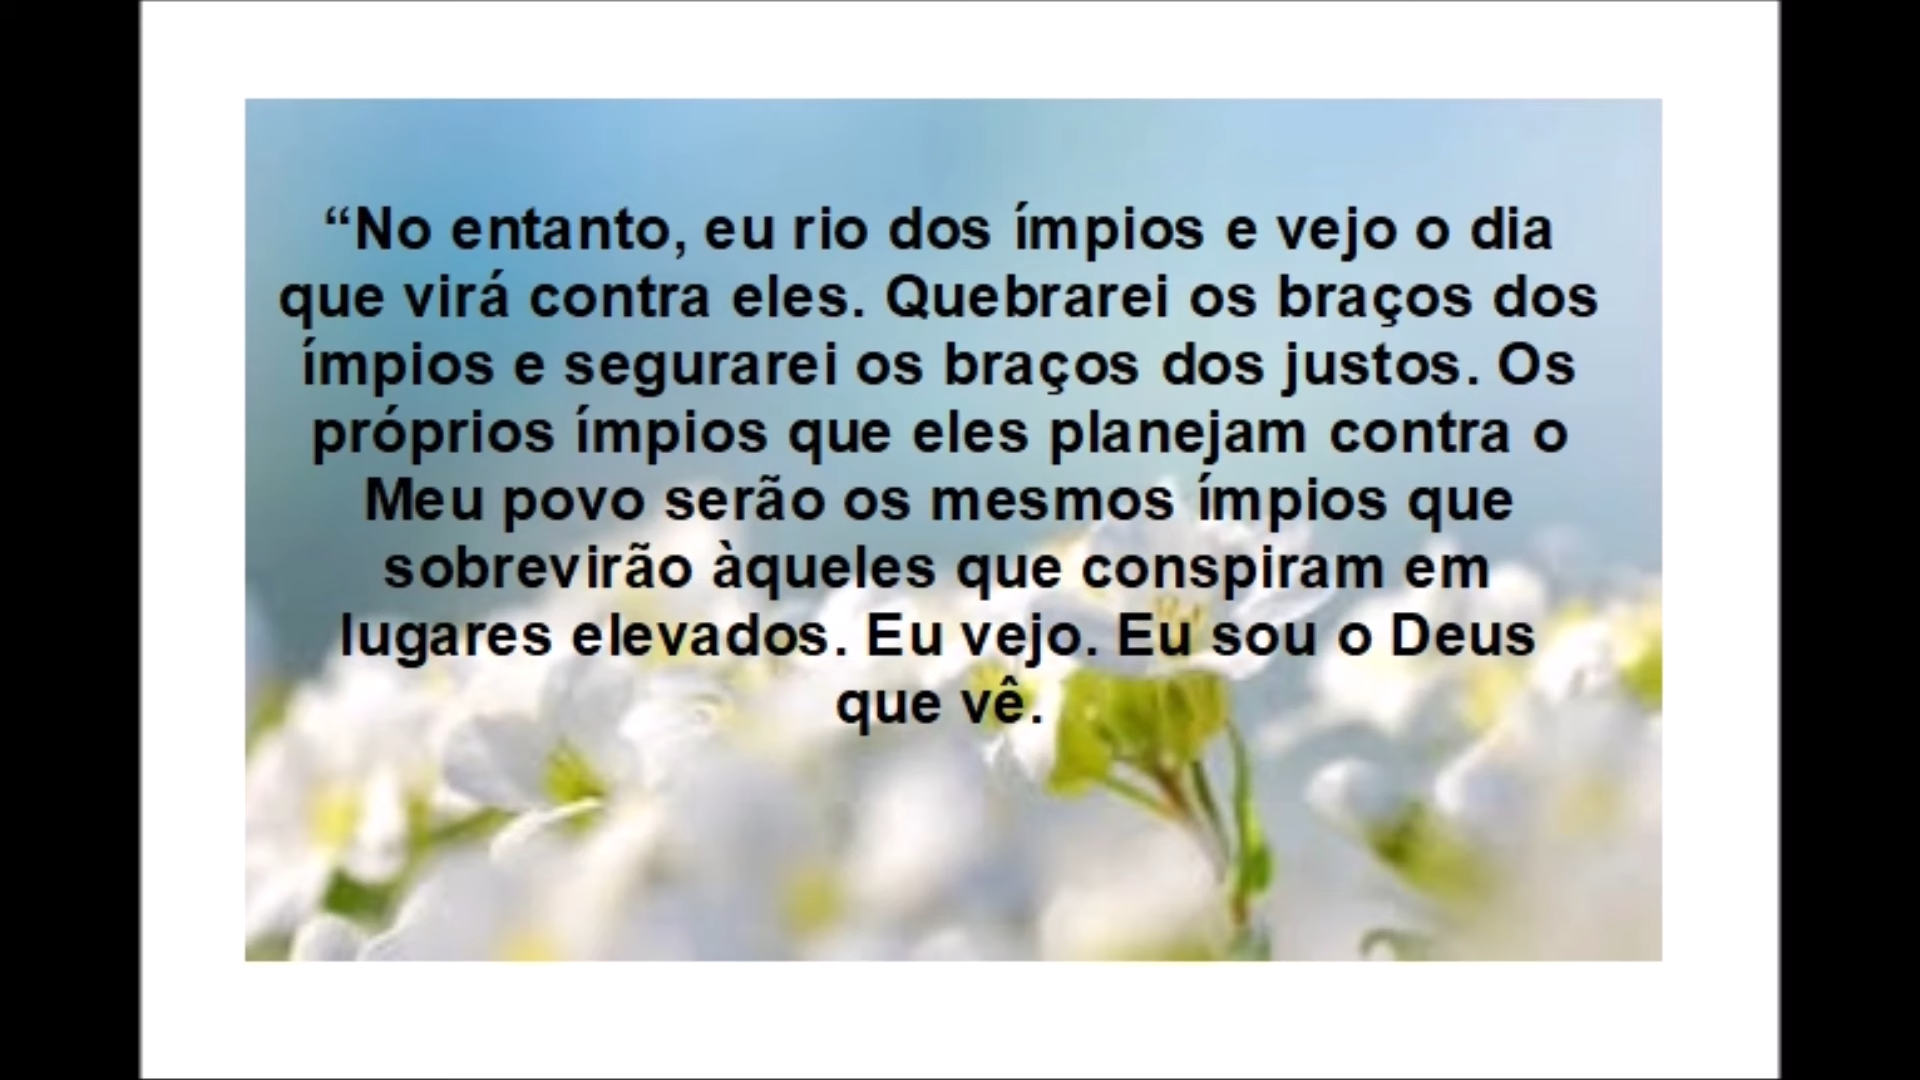 “No entanto, eu rio dos ímpios e vejo o dia
que virá contra eles. Quebrarei os braços dos
ímpios e segurarei os braços dos justos. Os
próprios ímpios que eles planejam contra o
Meu povo serão os mesmos ímpios que
sobrevirão àqueles que conspiram em
lugares elevados. Eu vejo. Eu sou o Deus
que vê.